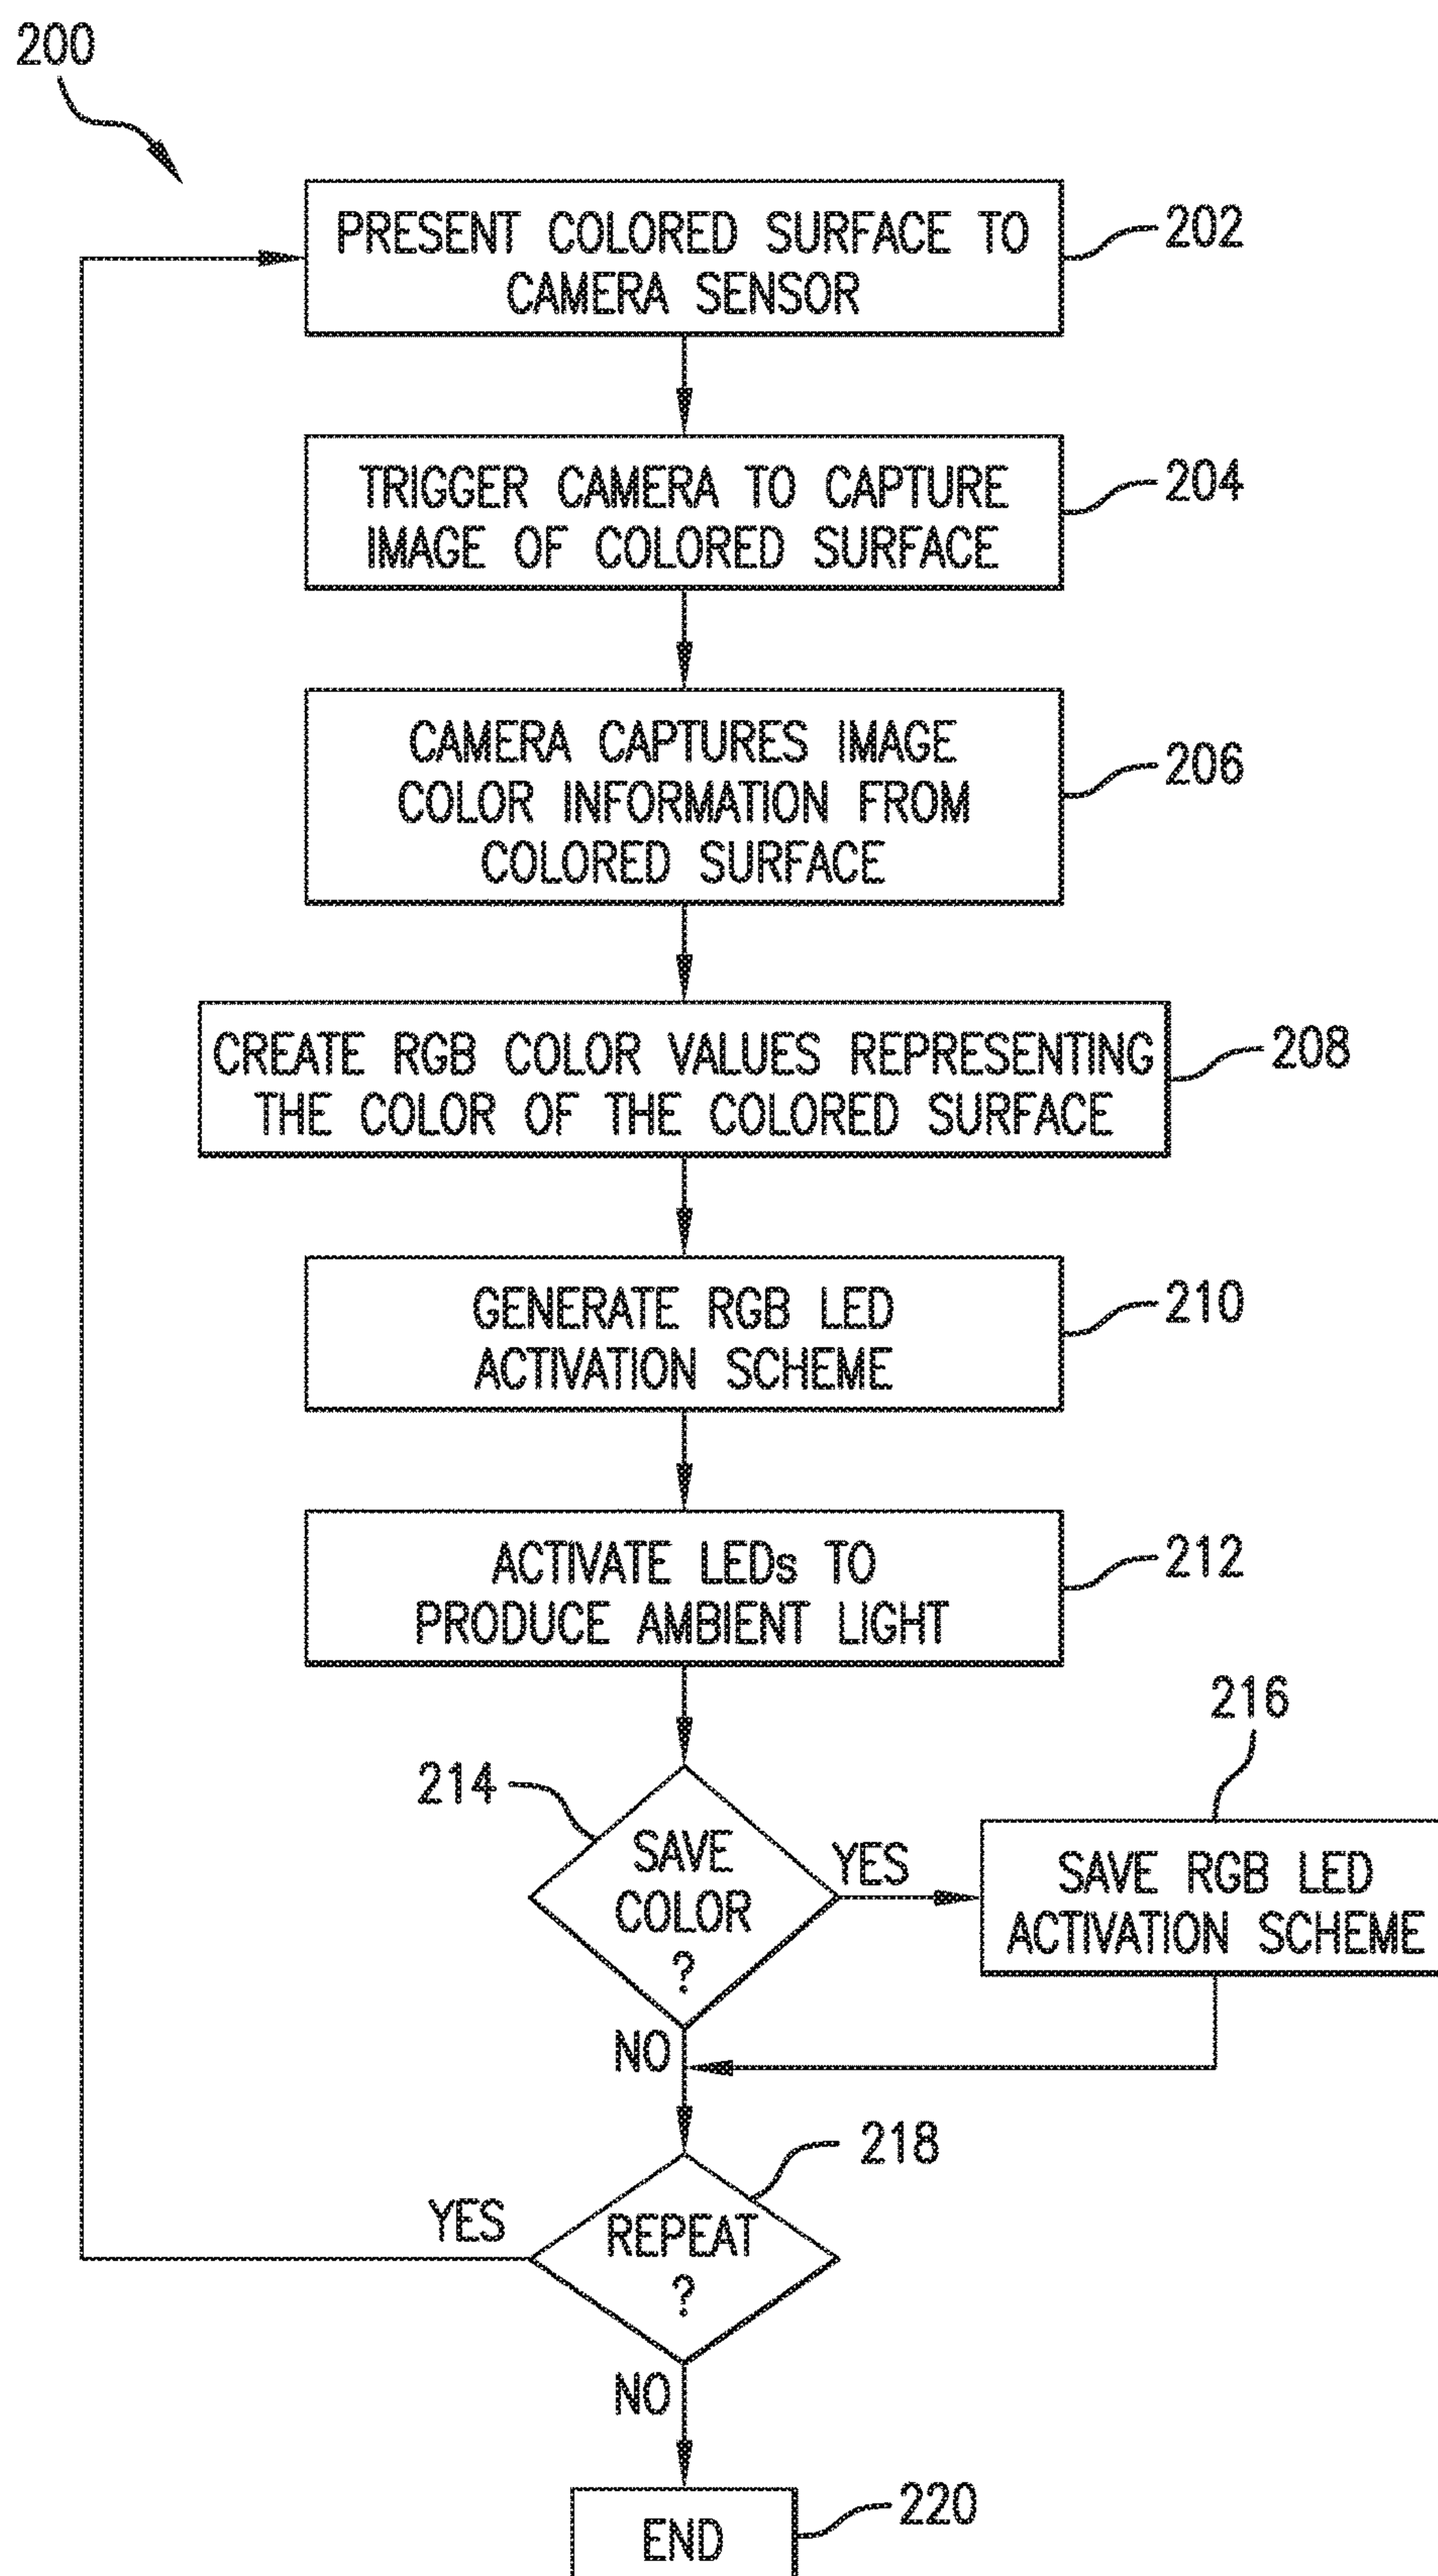 200
PRESENT COLORED SURFACE TO
CAMERA SENSOR
202
TRIGGER CAMERA TO CAPTURE
IMAGE OF COLORED SURFACE
204
CAMERA CAPTURES IMAGE
COLOR INFORMATION FROM
COLORED SURFACE
206
CREATE RGB COLOR VALUES REPRESENTING
THE COLOR OF THE COLORED SURFACE
208
GENERATE RGB LED
ACTIVATION SCHEME
210
ACTIVATE LEDs TO
PRODUCE AMBIENT LIGHT
212
214
SAVE
COLOR
?
YES
216
SAVE RGB LED
ACTIVATION SCHEME
NO
218
REPEAT
?
YES
NO
END
220